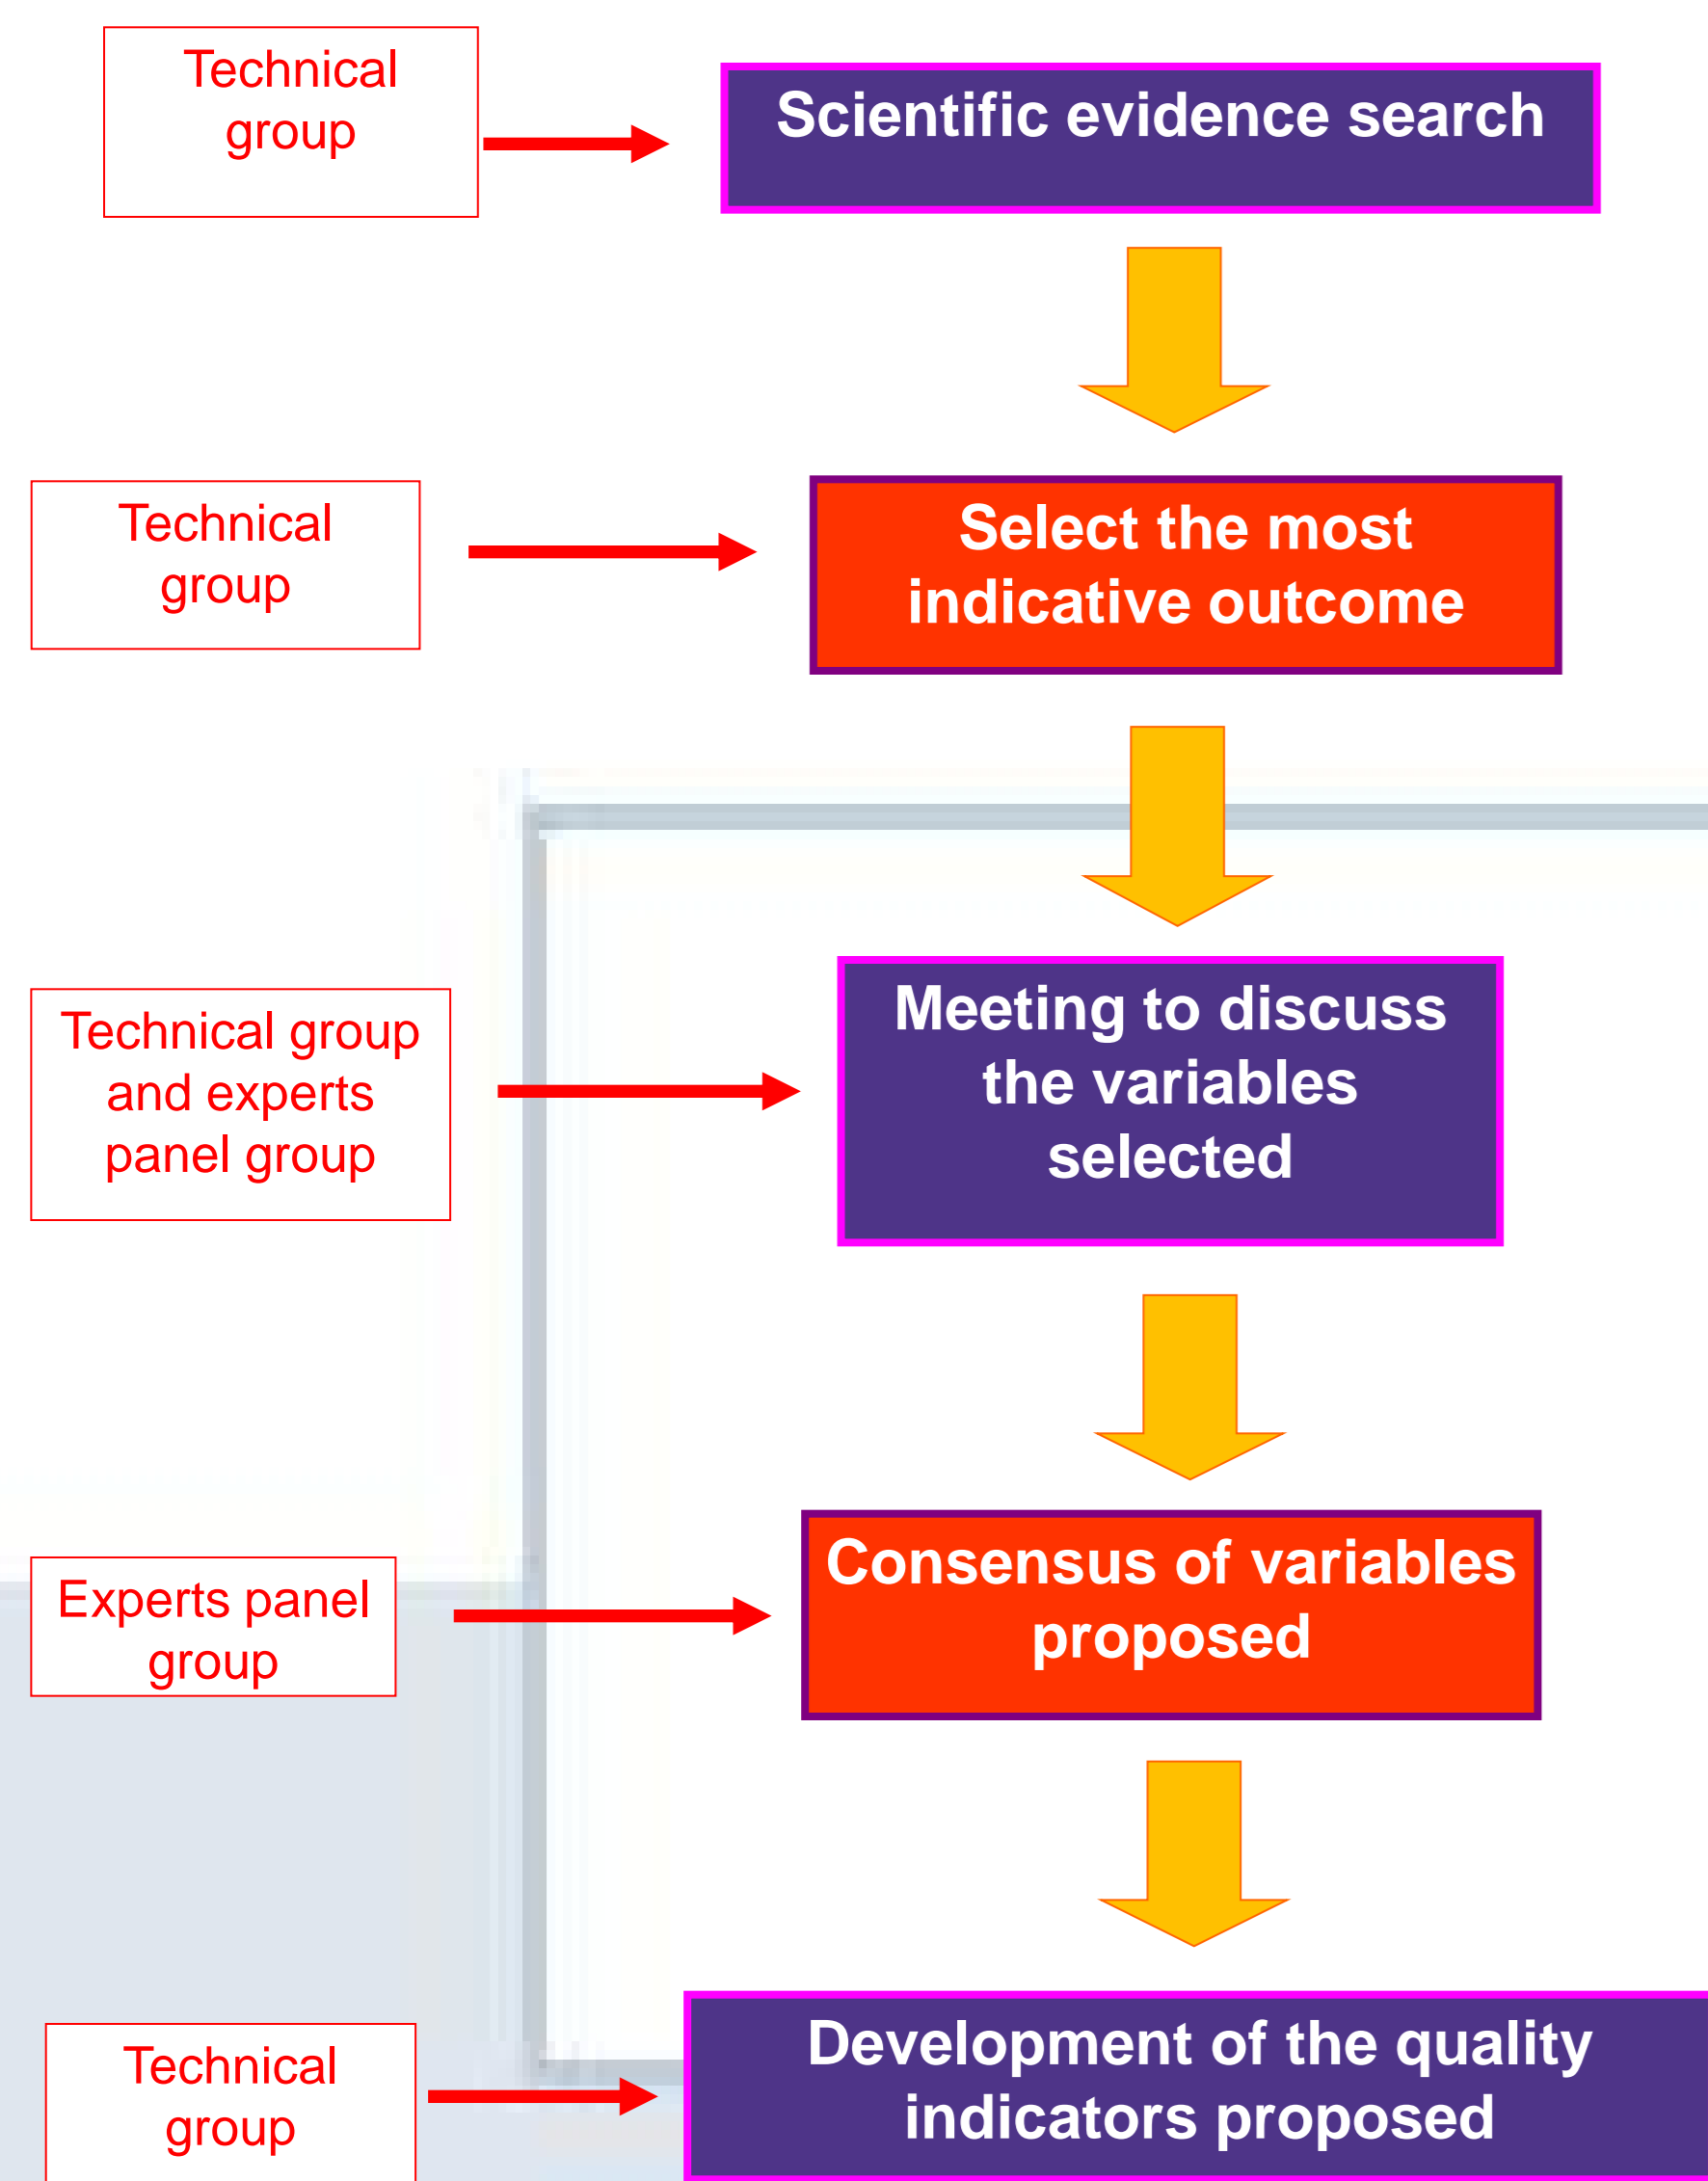 Technical
group
Scientific evidence search
Technical
group
Select the most
indicative outcome
Technical group
and experts
panel group
Meeting to discuss
the variables
selected
Experts panel
group
Consensus of variables
proposed
Technical
group
Development of the quality
indicators proposed